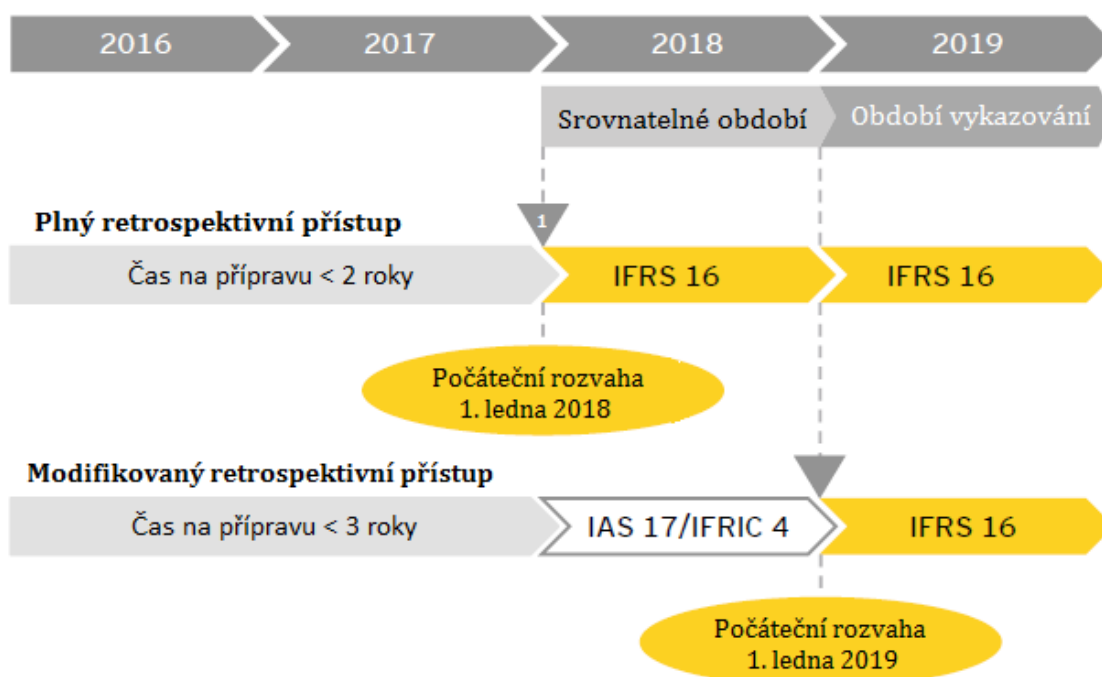 2016 2017 2018 2019
Srovnatelné období Období vykazování
1
Plný retrospektivní přístup
Čas na přípravu < 2 roky IFRS 16 IFRS 16
Počáteční rozvaha
1. ledna 2018
Modifikovaný retrospektivní přístup
Čas na přípravu < 3 roky IAS 17/IFRIC 4 IFRS 16
Počáteční rozvaha
1. ledna 2019